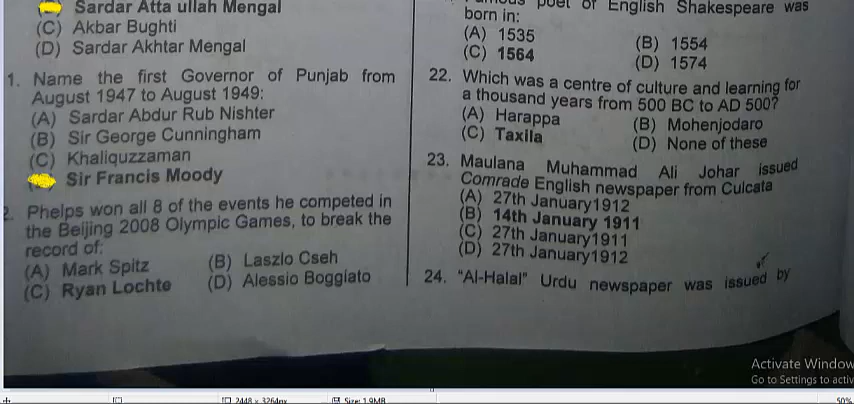 Sardar Atta ullah Mengal
(C) Akbar Bughti
(D) Sardar Akhtar Mengal
1. Name the first Governor of Punjab from
August 1947 to August 1949:
(A) Sardar Abdur Rub Nishter
(B) Sir George Cunningham
(C) Khaliquzzaman
Sir Francis Moody
2. Phelps won all 8 of the events he competed in
the Beijing 2008 Olympic Games, to break the
record of:
(A) Mark Spitz (B) Laszlo Cseh
(C) Ryan Lochte (D) Alessio Boggiato
poet of English Shakespeare was
born in:
(A) 1535 (B) 1554
(C) 1564 (D) 1574
22. Which was a centre of culture and learning for
a thousand years from 500 BC to AD 500?
(A) Harappa (B) Mohenjodaro
(C) Taxila (D) None of these
23. Maulana Muhammad Ali Johar issued
Comrade English newspaper from Culcata
(A) 27th January1912
(B) 14th January 1911
(C) 27th January1911
(D) 27th January1912
24. "Al-Halal" Urdu newspaper was issued by
Activate Window
Go to Settings to activ
2448 × 3264px Size: 1.9MB 50%